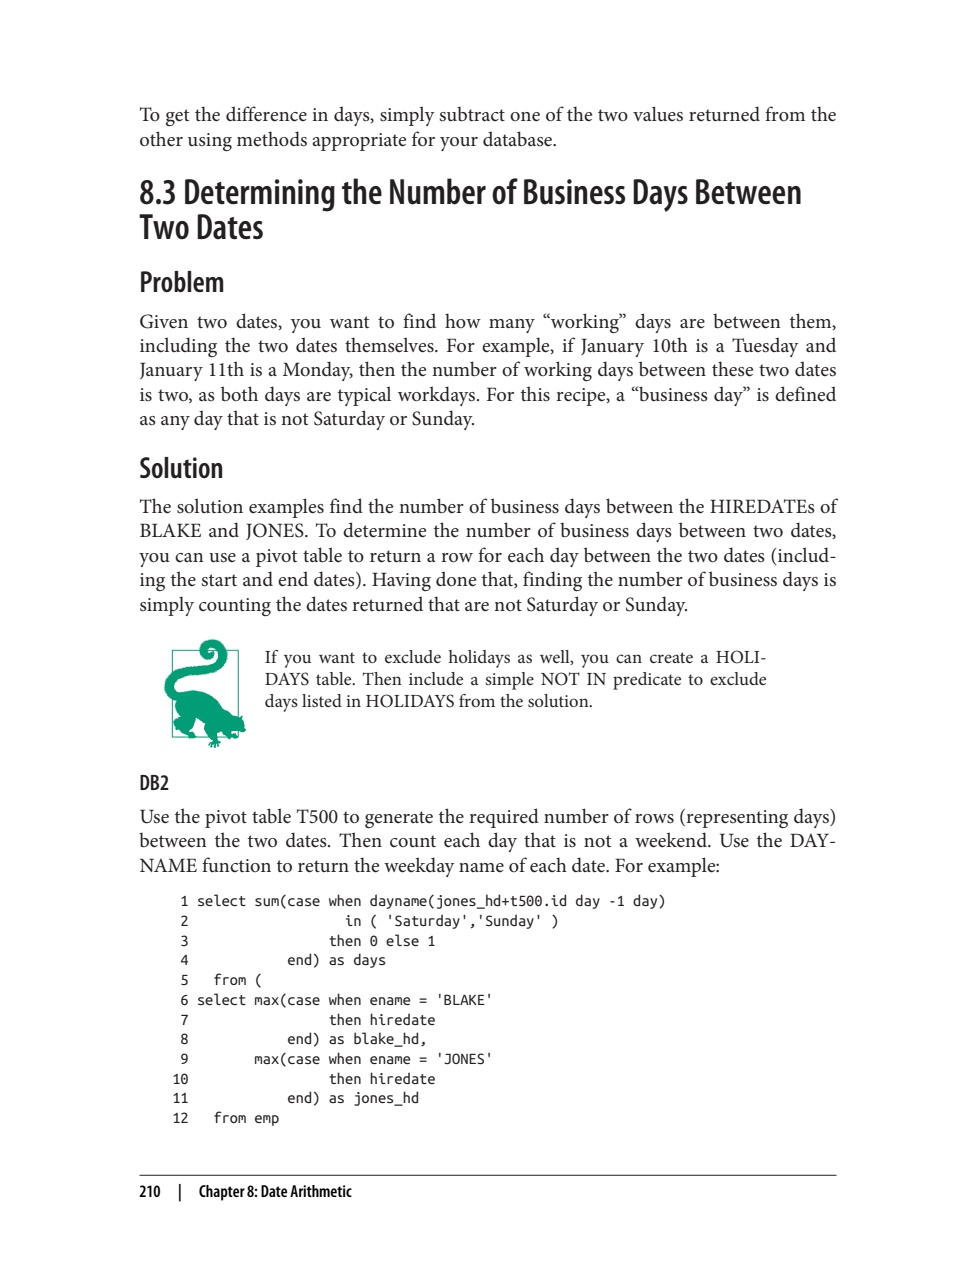 To get the difference in days, simply subtract one of the two values returned from the
other using methods appropriate for your database.
8.3 Determining the Number of Business Days Between
Two Dates
Problem
Given two dates, you want to find how many “working” days are between them,
including the two dates themselves. For example, if January 10th is a Tuesday and
January 11th is a Monday, then the number of working days between these two dates
is two, as both days are typical workdays. For this recipe, a “business day” is defined
as any day that is not Saturday or Sunday.
Solution
The solution examples find the number of business days between the HIREDATEs of
BLAKE and JONES. To determine the number of business days between two dates,
you can use a pivot table to return a row for each day between the two dates (includ-
ing the start and end dates). Having done that, finding the number of business days is
simply counting the dates returned that are not Saturday or Sunday.
If you want to exclude holidays as well, you can create a HOLI-
DAYS table. Then include a simple NOT IN predicate to exclude
days listed in HOLIDAYS from the solution.
DB2
Use the pivot table T500 to generate the required number of rows (representing days)
between the two dates. Then count each day that is not a weekend. Use the DAY-
NAME function to return the weekday name of each date. For example:
1 select sum(case when dayname(jones_hd+t500.id day -1 day)
2                   in ( 'Saturday','Sunday' )
3                 then 0 else 1
4            end) as days
5   from (
6 select max(case when ename = 'BLAKE'
7                 then hiredate
8            end) as blake_hd,
9        max(case when ename = 'JONES'
10                 then hiredate
11            end) as jones_hd
12   from emp
210 | Chapter 8: Date Arithmetic